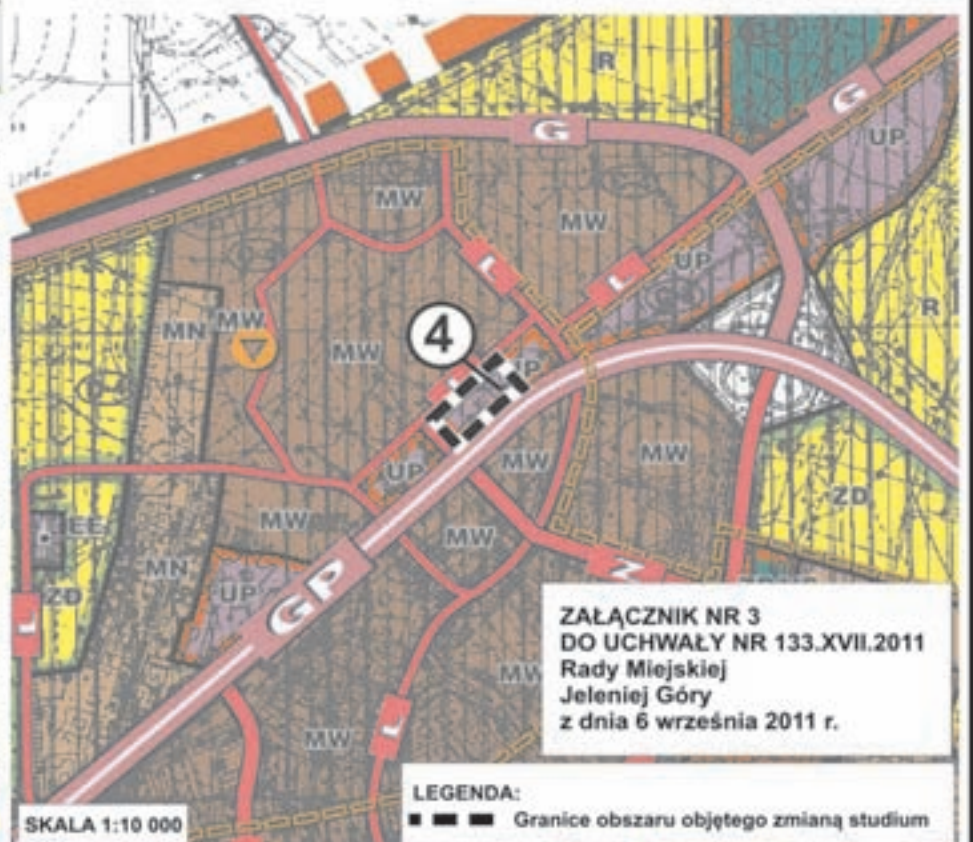 R
G
G
UP
MW
MW
L
L
UP
R
MN
MW
MW
4
UP
MW
MW
ZD
EE
MW
MW
MN
UP
ZD
L
GP
Z
ZAŁĄCZNIK NR 3
DO UCHWAŁY NR 133.XVII.2011
Rady Miejskiej
Jeleniej Góry
z dnia 6 września 2011 r.
MW
L
MW
LEGENDA:
Granice obszaru objętego zmianą studium
SKALA 1:10 000